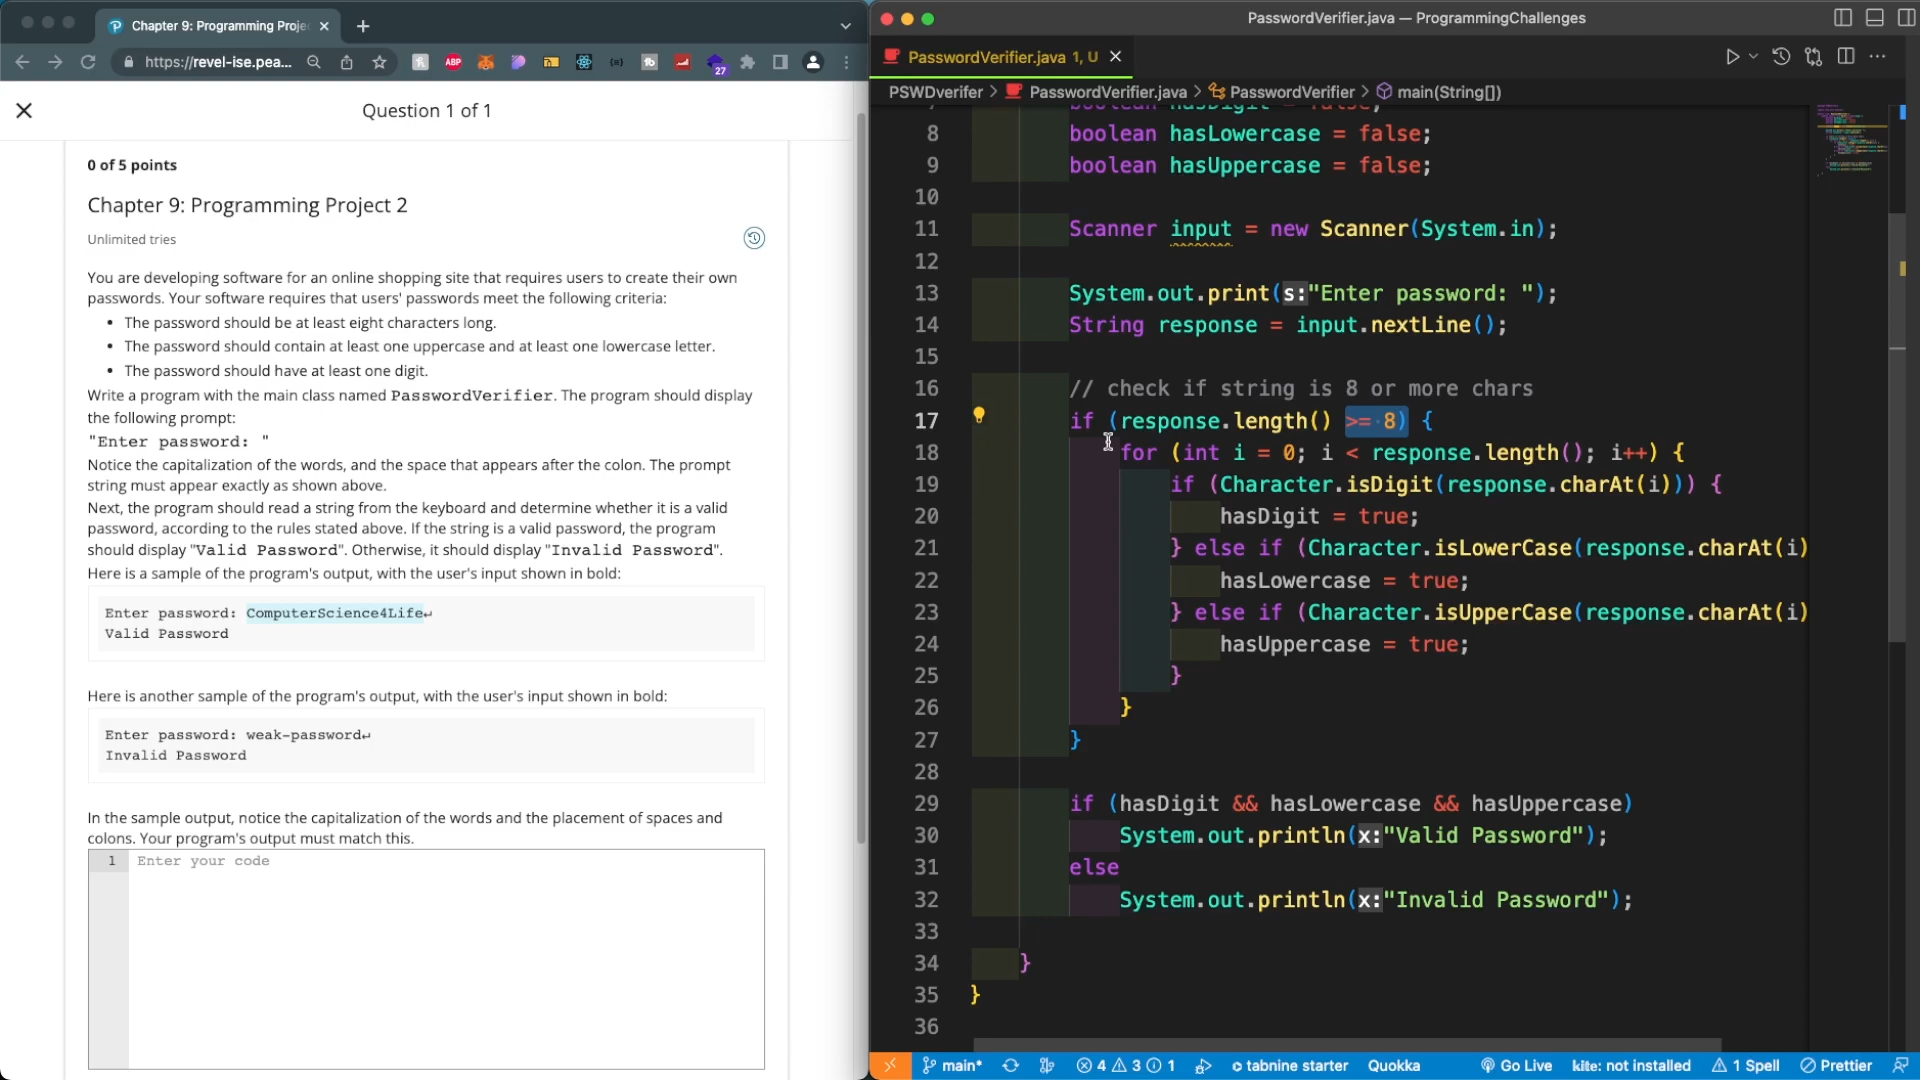 Chapter 9: Programming Proje
https://revel-ise.pea...
ABP
27
Question 1 of 1
0 of 5 points
Chapter 9: Programming Project 2
Unlimited tries
You are developing software for an online shopping site that requires users to create their own
passwords. Your software requires that users' passwords meet the following criteria:
• The password should be at least eight characters long.
• The password should contain at least one uppercase and at least one lowercase letter.
• The password should have at least one digit.
Write a program with the main class named PasswordVerifier. The program should display
the following prompt:
"Enter password: "
Notice the capitalization of the words, and the space that appears after the colon. The prompt
string must appear exactly as shown above.
Next, the program should read a string from the keyboard and determine whether it is a valid
password, according to the rules stated above. If the string is a valid password, the program
should display "Valid Password". Otherwise, it should display "Invalid Password".
Here is a sample of the program's output, with the user's input shown in bold:
Enter password: ComputerScience4Life↵
Valid Password
Here is another sample of the program's output, with the user's input shown in bold:
Enter password: weak-password↵
Invalid Password
In the sample output, notice the capitalization of the words and the placement of spaces and
colons. Your program's output must match this.
1 Enter your code
PasswordVerifier.java — ProgrammingChallenges
PasswordVerifier.java 1, U
PSWDverifer > PasswordVerifier.java > PasswordVerifier > main(String[])
boolean hasDigit = false;
8 boolean hasLowercase = false;
9 boolean hasUppercase = false;
10
11 Scanner input = new Scanner(System.in);
12
13 System.out.print(s:"Enter password: ");
14 String response = input.nextLine();
15
16 // check if string is 8 or more chars
17 if (response.length() >= 8) {
18 for (int i = 0; i < response.length(); i++) {
19 if (Character.isDigit(response.charAt(i))) {
20 hasDigit = true;
21 } else if (Character.isLowerCase(response.charAt(i)
22 hasLowercase = true;
23 } else if (Character.isUpperCase(response.charAt(i)
24 hasUppercase = true;
25 }
26 }
27 }
28
29 if (hasDigit && hasLowercase && hasUppercase)
30 System.out.println(x:"Valid Password");
31 else
32 System.out.println(x:"Invalid Password");
33
34 }
35 }
36
main* 4 3 1 tabnine starter Quokka Go Live kite: not installed 1 Spell Prettier